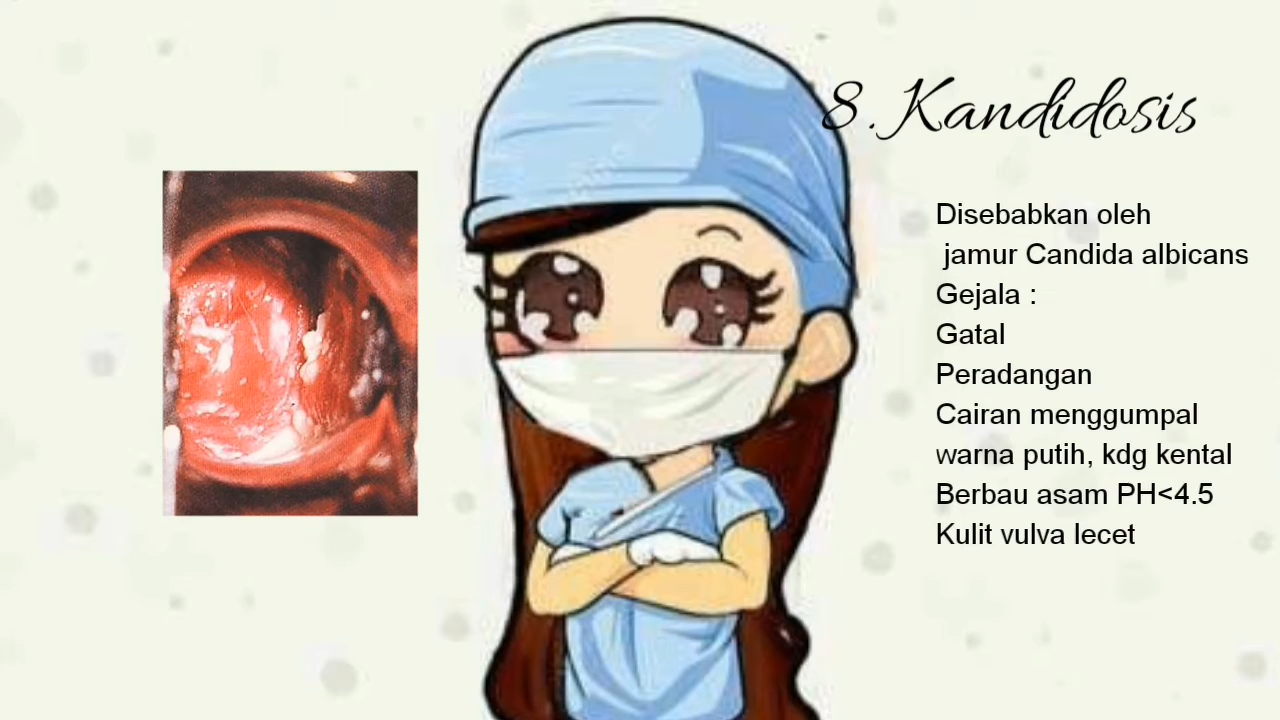 8. Kandidosis
Disebabkan oleh
jamur Candida albicans
Gejala :
Gatal
Peradangan
Cairan menggumpal
warna putih, kdg kental
Berbau asam PH<4.5
Kulit vulva lecet